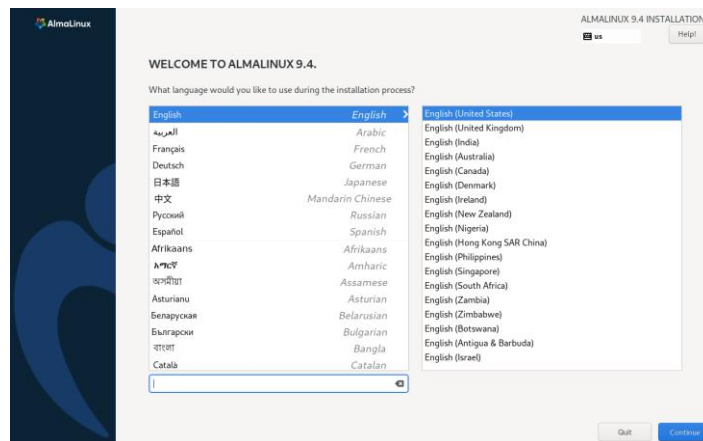 AlmaLinux
ALMALINUX 9.4 INSTALLATION
us
Help!
WELCOME TO ALMALINUX 9.4.
What language would you like to use during the installation process?
English English
العربية Arabic
Français French
Deutsch German
日本語 Japanese
中文 Mandarin Chinese
Русский Russian
Español Spanish
Afrikaans Afrikaans
አማርኛ Amharic
অসমীয়া Assamese
Asturianu Asturian
Беларуская Belarusian
Български Bulgarian
বাংলা Bangla
Català Catalan
English (United States)
English (United Kingdom)
English (India)
English (Australia)
English (Canada)
English (Denmark)
English (Ireland)
English (New Zealand)
English (Nigeria)
English (Hong Kong SAR China)
English (Philippines)
English (Singapore)
English (South Africa)
English (Zambia)
English (Zimbabwe)
English (Botswana)
English (Antigua & Barbuda)
English (Israel)
Quit
Continue